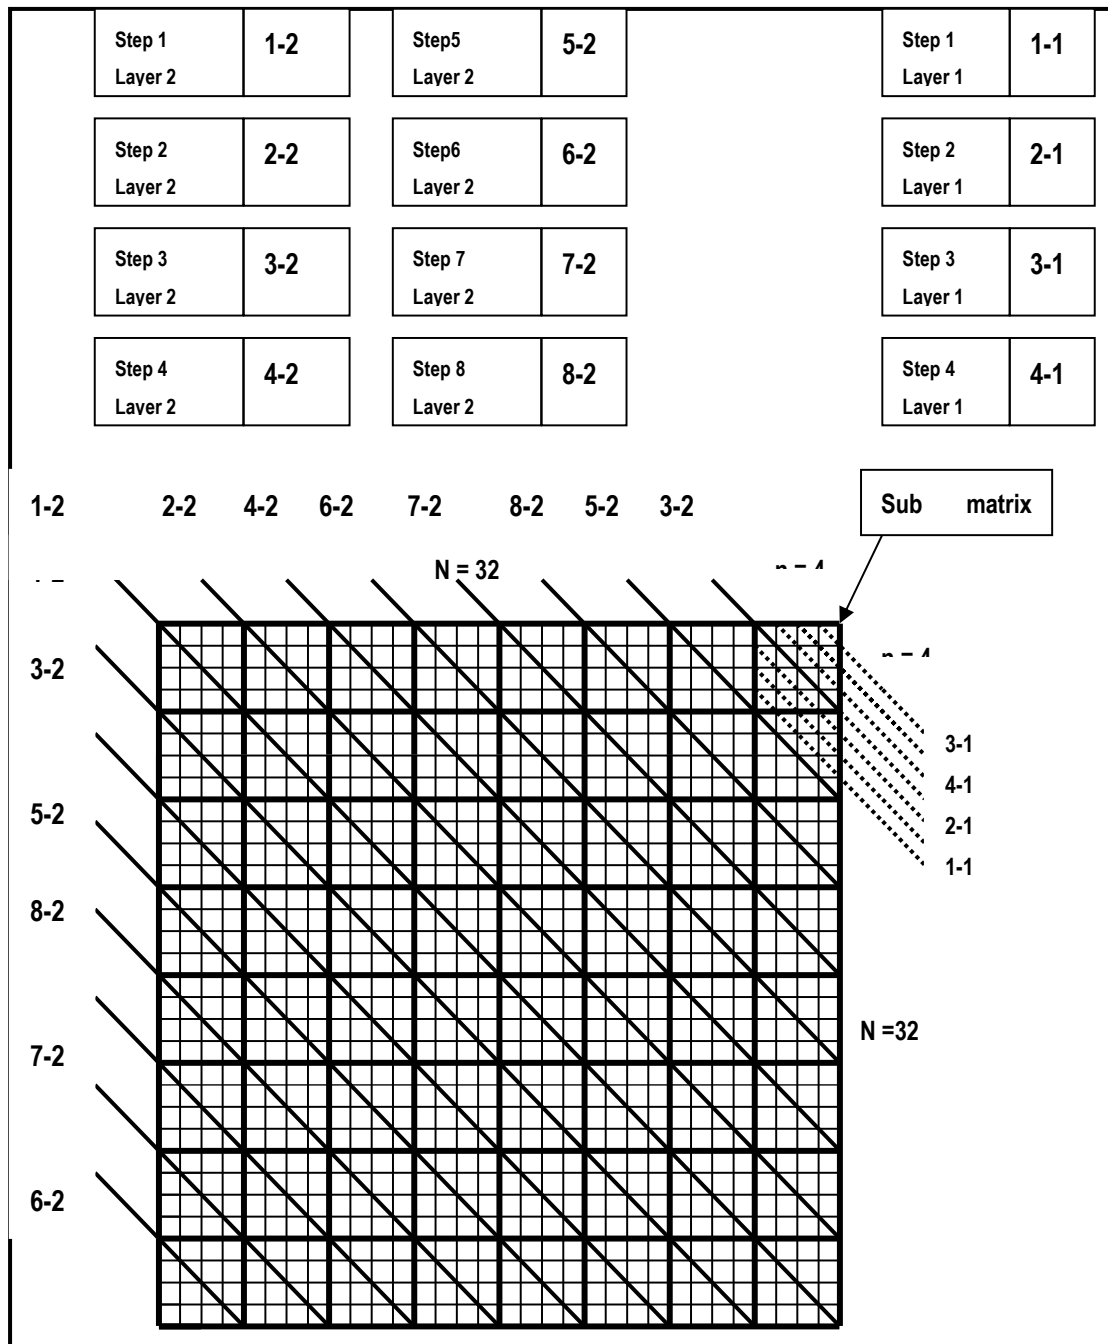 Step 1
Layer 2
1-2
Step5
Layer 2
5-2
Step 1
Layer 1
1-1
Step 2
Layer 2
2-2
Step6
Layer 2
6-2
Step 2
Layer 1
2-1
Step 3
Layer 2
3-2
Step 7
Layer 2
7-2
Step 3
Layer 1
3-1
Step 4
Layer 2
4-2
Step 8
Layer 2
8-2
Step 4
Layer 1
4-1
1-2 2-2 4-2 6-2 7-2 8-2 5-2 3-2
Sub matrix
N = 32
3-2
3-1
4-1
5-2
2-1
1-1
8-2
N =32
7-2
6-2